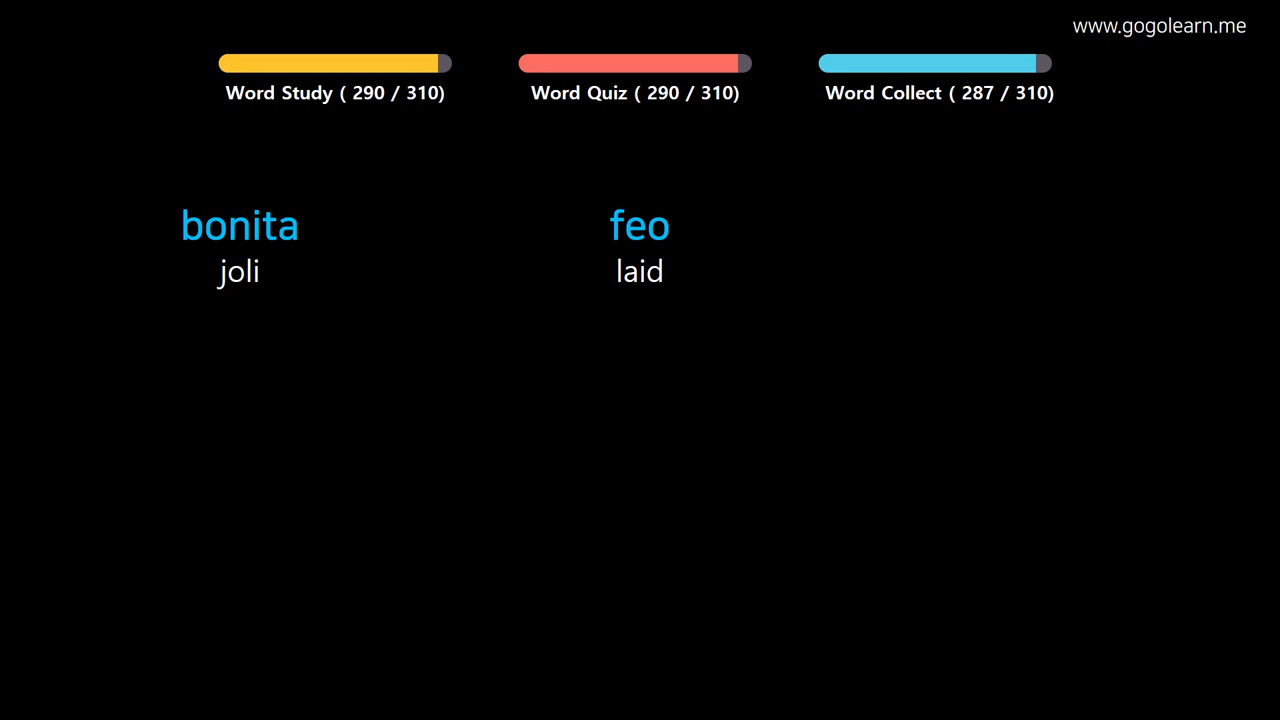 www.gogolearn.me
Word Study ( 290 / 310)
Word Quiz ( 290 / 310)
Word Collect ( 287 / 310)
bonita
joli
feo
laid